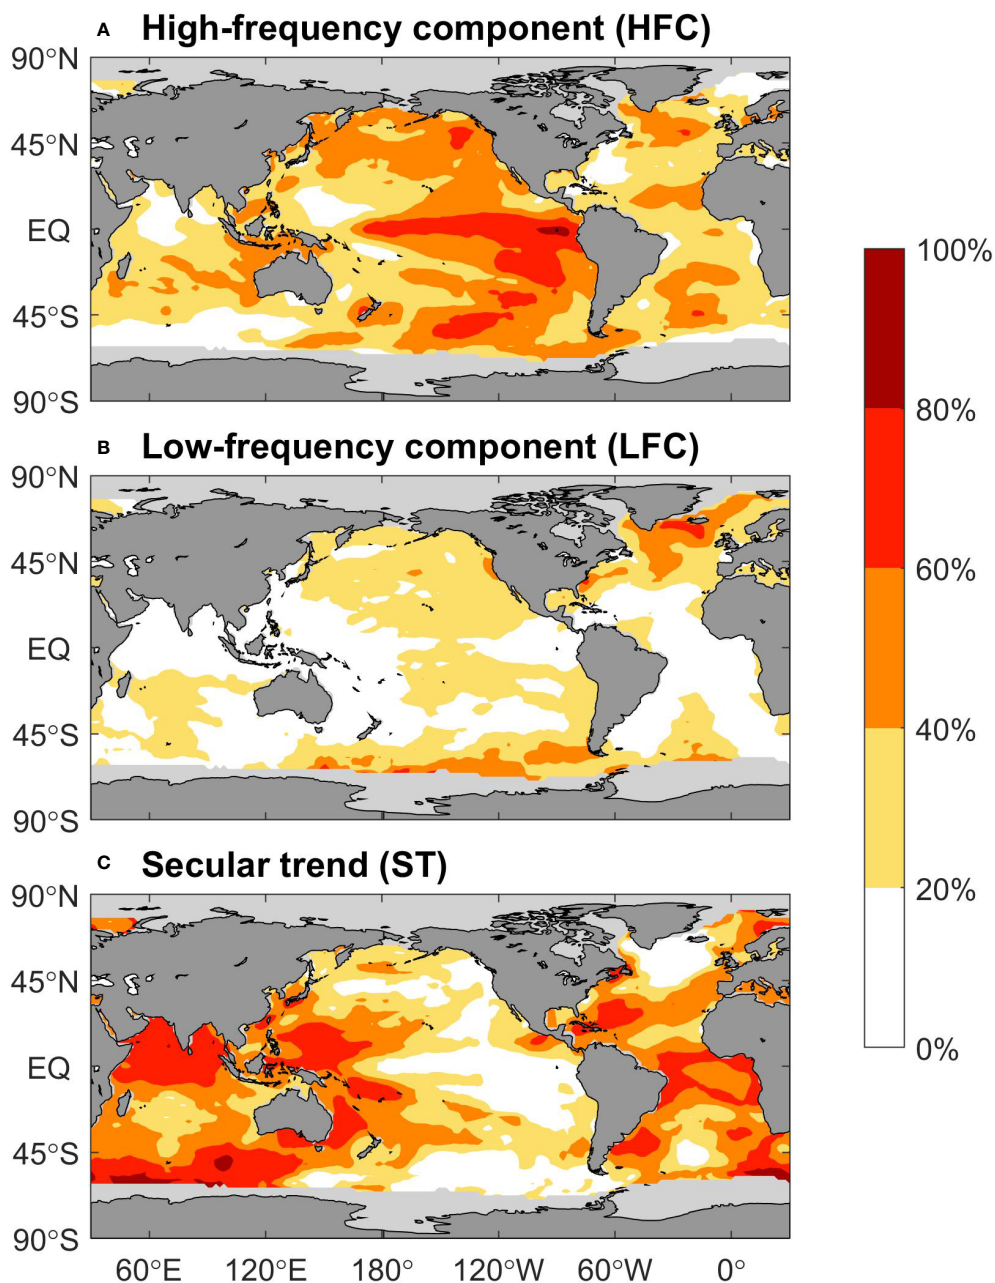 A High-frequency component (HFC)
90°N
45°N
EQ
45°S
90°S
B Low-frequency component (LFC)
90°N
45°N
EQ
45°S
90°S
C Secular trend (ST)
90°N
45°N
EQ
45°S
90°S
60°E 120°E 180° 120°W 60°W 0°
100%
80%
60%
40%
20%
0%